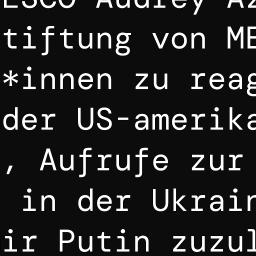 ESCO Audrey Az
tiftung von ME
*innen zu reag
der US-amerika
, Aufrufe zur
in der Ukrain
ir Putin zuzul